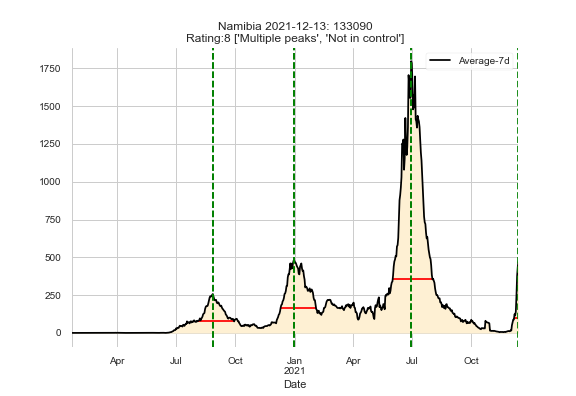 Namibia 2021-12-13: 133090
Rating:8 ['Multiple peaks', 'Not in control']
Average-7d
1750
1500
1250
1000
750
500
250
0
Apr Jul Oct Jan Apr Jul Oct
2021
Date